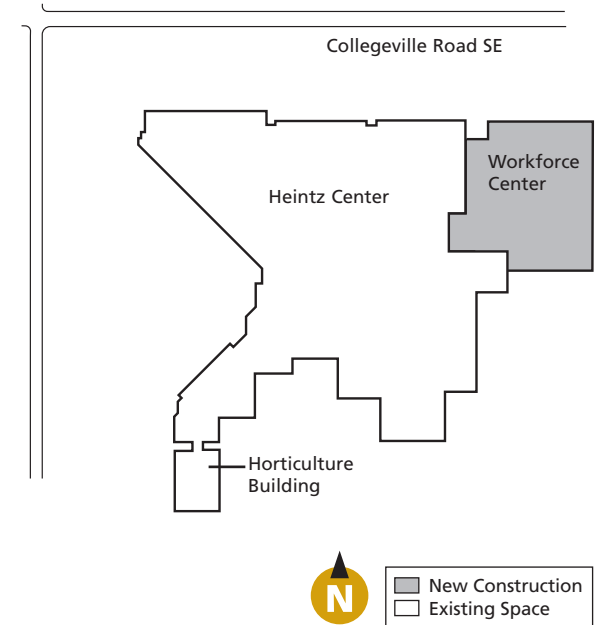 Collegeville Road SE
Workforce
Center
Heintz Center
Horticulture
Building
N
New Construction
Existing Space